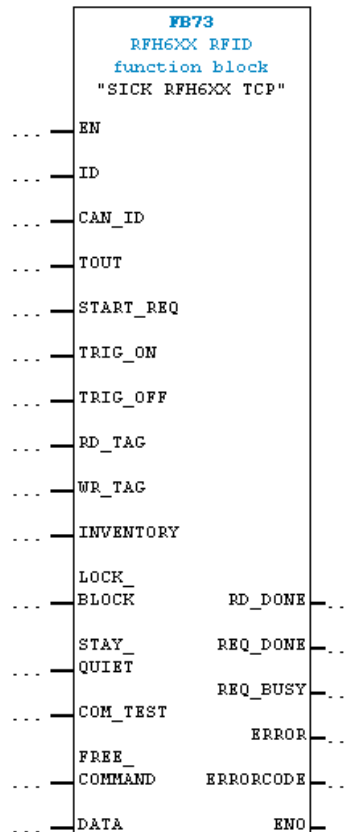 FB73
RFH6XX RFID
function block
"SICK RFH6XX TCP"
... EN
... ID
... CAN_ID
... TOUT
... START_REQ
... TRIG_ON
... TRIG_OFF
... RD_TAG
... WR_TAG
... INVENTORY
LOCK_
... BLOCK RD_DONE ..
STAY_ REQ_DONE ..
... QUIET
REQ_BUSY ..
... COM_TEST
ERROR ..
FREE_
... COMMAND ERRORCODE ..
... DATA ENO ..